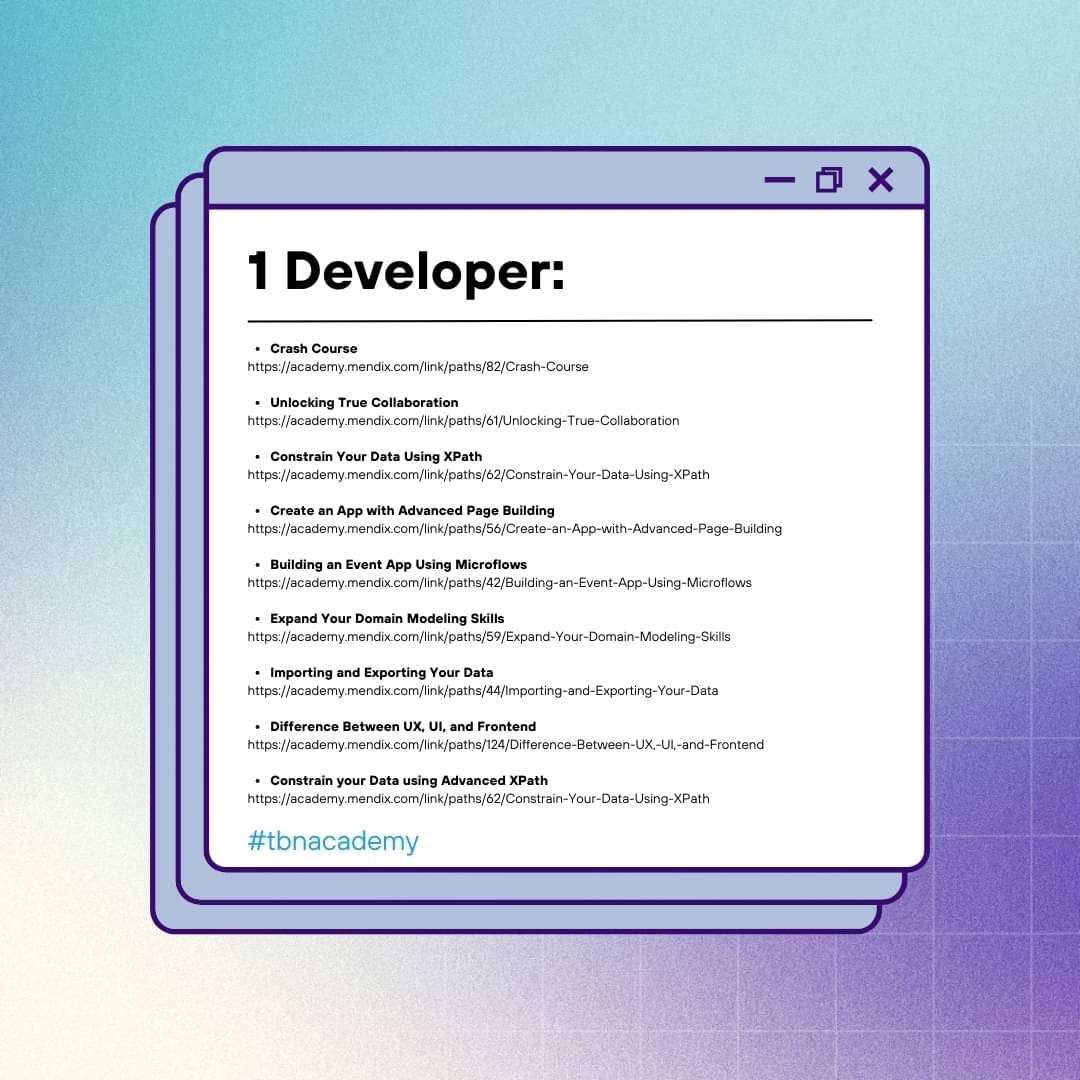 1 Developer:
• Crash Course
https://academy.mendix.com/link/paths/82/Crash-Course
• Unlocking True Collaboration
https://academy.mendix.com/link/paths/61/Unlocking-True-Collaboration
• Constrain Your Data Using XPath
https://academy.mendix.com/link/paths/62/Constrain-Your-Data-Using-XPath
• Create an App with Advanced Page Building
https://academy.mendix.com/link/paths/56/Create-an-App-with-Advanced-Page-Building
• Building an Event App Using Microflows
https://academy.mendix.com/link/paths/42/Building-an-Event-App-Using-Microflows
• Expand Your Domain Modeling Skills
https://academy.mendix.com/link/paths/59/Expand-Your-Domain-Modeling-Skills
• Importing and Exporting Your Data
https://academy.mendix.com/link/paths/44/Importing-and-Exporting-Your-Data
• Difference Between UX, UI, and Frontend
https://academy.mendix.com/link/paths/124/Difference-Between-UX,-UI,-and-Frontend
• Constrain your Data using Advanced XPath
https://academy.mendix.com/link/paths/62/Constrain-Your-Data-Using-XPath
#tbnacademy